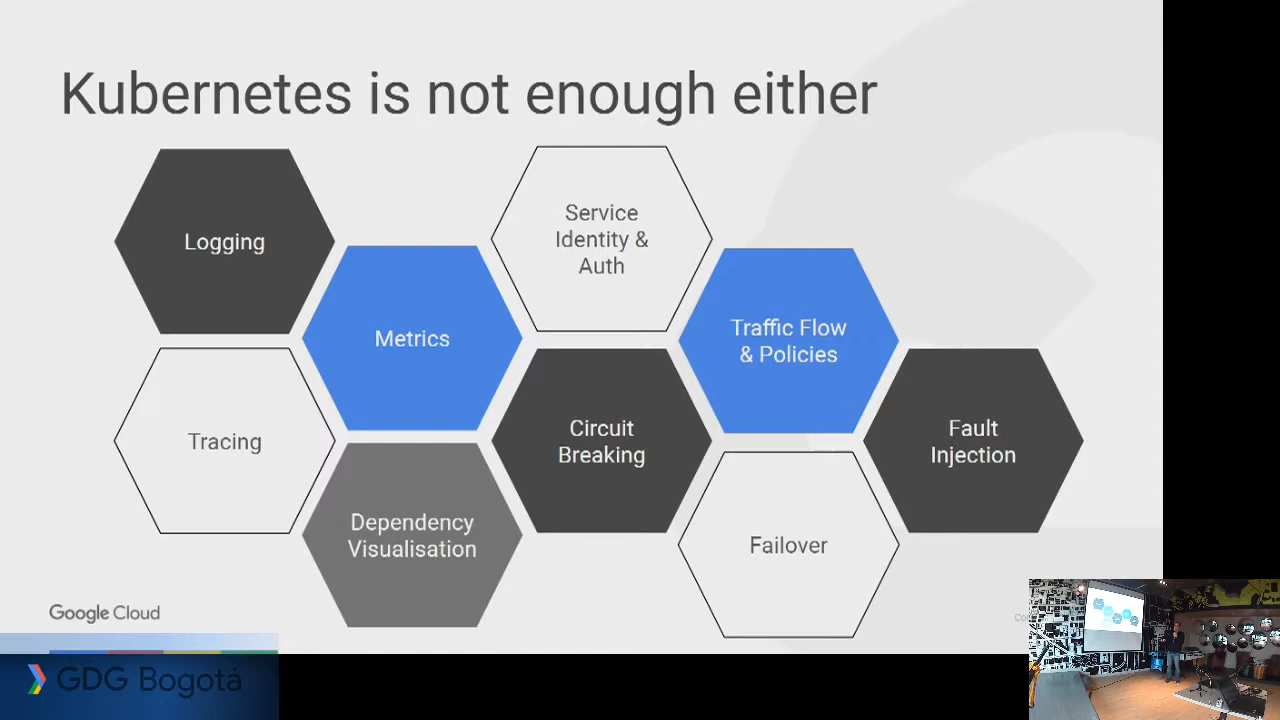 Kubernetes is not enough either
Logging
Service
Identity &
Auth
Metrics
Traffic Flow
& Policies
Tracing
Circuit
Breaking
Fault
Injection
Dependency
Visualisation
Failover
Google Cloud
GDG Bogotá